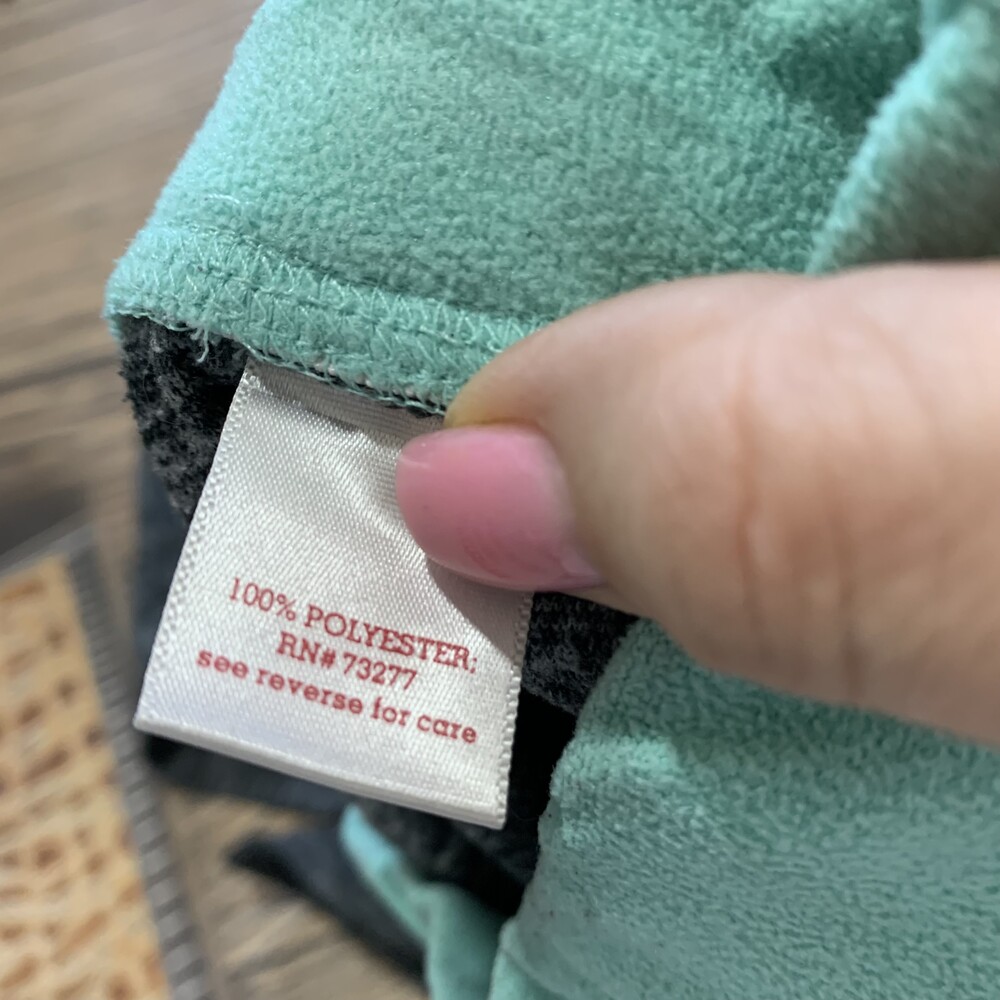 100% POLYESTER:
RN# 73277
see reverse for care